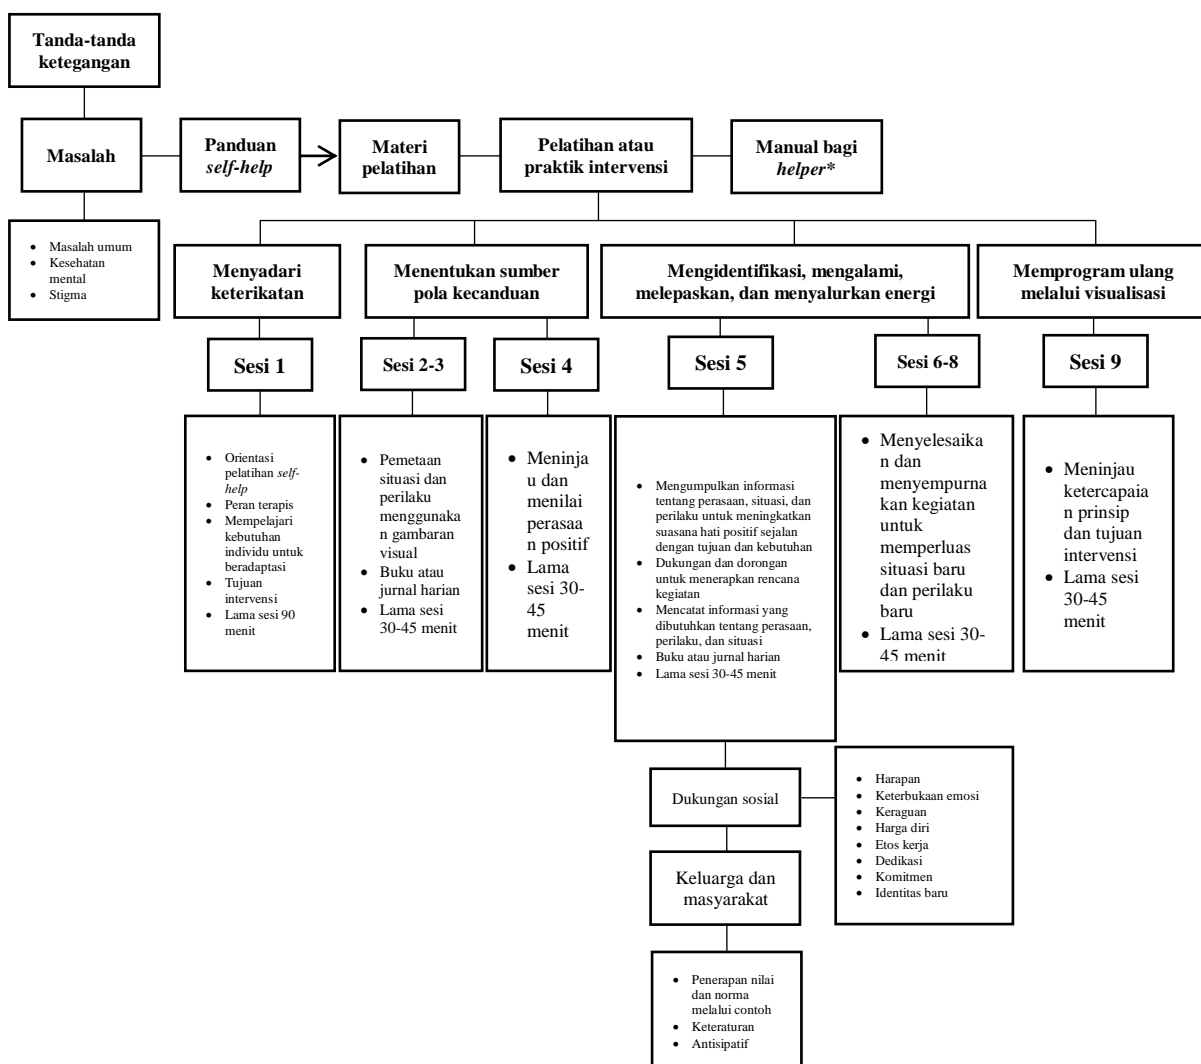 Tanda-tanda
ketegangan
Masalah
Panduan
self-help
Materi
pelatihan
Pelatihan atau
praktik intervensi
Manual bagi
helper*
• Masalah umum
• Kesehatan
mental
• Stigma
Menyadari
keterikatan
Menentukan sumber
pola kecanduan
Mengidentifikasi, mengalami,
melepaskan, dan menyalurkan energi
Memprogram ulang
melalui visualisasi
Sesi 1
Sesi 2-3
Sesi 4
Sesi 5
Sesi 6-8
Sesi 9
• Orientasi
pelatihan self-
help
• Peran terapis
• Mempelajari
kebutuhan
individu untuk
beradaptasi
• Tujuan
intervensi
• Lama sesi 90
menit
• Pemetaan
situasi dan
perilaku
menggunaka
n gambaran
visual
• Buku atau
jurnal harian
• Lama sesi
30-45 menit
• Meninja
u dan
menilai
perasaa
n positif
• Lama
sesi 30-
45
menit
• Mengumpulkan informasi
tentang perasaan, situasi, dan
perilaku untuk meningkatkan
suasana hati positif sejalan
dengan tujuan dan kebutuhan
• Dukungan dan dorongan
untuk menerapkan rencana
kegiatan
• Mencatat informasi yang
dibutuhkan tentang perasaan,
perilaku, dan situasi
• Buku atau jurnal harian
• Lama sesi 30-45 menit
• Menyelesaika
n dan
menyempurna
kan kegiatan
untuk
memperluas
situasi baru
dan perilaku
baru
• Lama sesi 30-
45 menit
• Meninjau
ketercapaia
n prinsip
dan tujuan
intervensi
• Lama sesi
30-45
menit
Dukungan sosial
• Harapan
• Keterbukaan emosi
• Keraguan
• Harga diri
• Etos kerja
• Dedikasi
• Komitmen
• Identitas baru
Keluarga dan
masyarakat
• Penerapan nilai
dan norma
melalui contoh
• Keteraturan
• Antisipatif